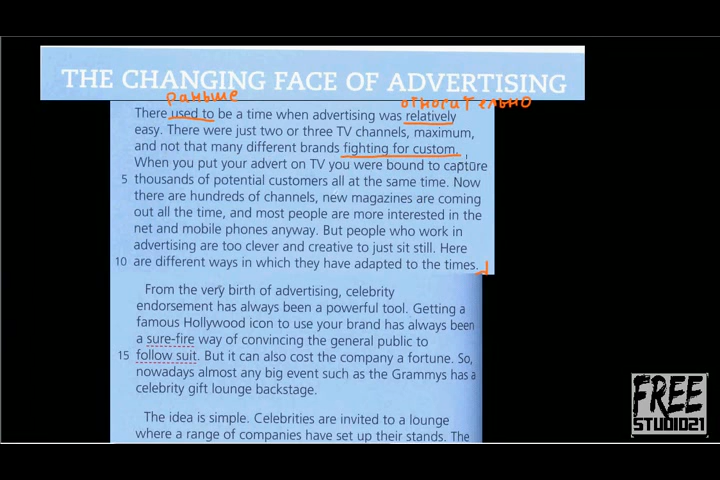 THE CHANGING FACE OF ADVERTISING
раньше
относительно
There used to be a time when advertising was relatively
easy. There were just two or three TV channels, maximum,
and not that many different brands fighting for custom.
When you put your advert on TV you were bound to capture
5 thousands of potential customers all at the same time. Now
there are hundreds of channels, new magazines are coming
out all the time, and most people are more interested in the
net and mobile phones anyway. But people who work in
advertising are too clever and creative to just sit still. Here
10 are different ways in which they have adapted to the times.
From the very birth of advertising, celebrity
endorsement has always been a powerful tool. Getting a
famous Hollywood icon to use your brand has always been
a sure-fire way of convincing the general public to
15 follow suit. But it can also cost the company a fortune. So,
nowadays almost any big event such as the Grammys has a
celebrity gift lounge backstage.
The idea is simple. Celebrities are invited to a lounge
where a range of companies have set up their stands. The
FREE
STUDIO21